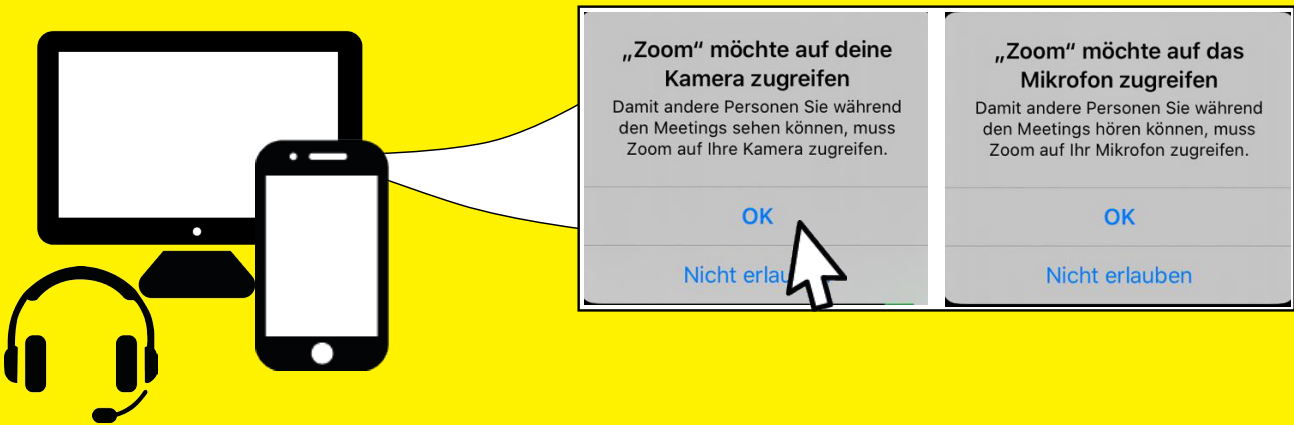 „Zoom“ möchte auf deine
Kamera zugreifen
Damit andere Personen Sie während
den Meetings sehen können, muss
Zoom auf Ihre Kamera zugreifen.
OK
Nicht
„Zoom“ möchte auf das
Mikrofon zugreifen
Damit andere Personen Sie während
den Meetings hören können, muss
Zoom auf Ihr Mikrofon zugreifen.
OK
Nicht erlauben